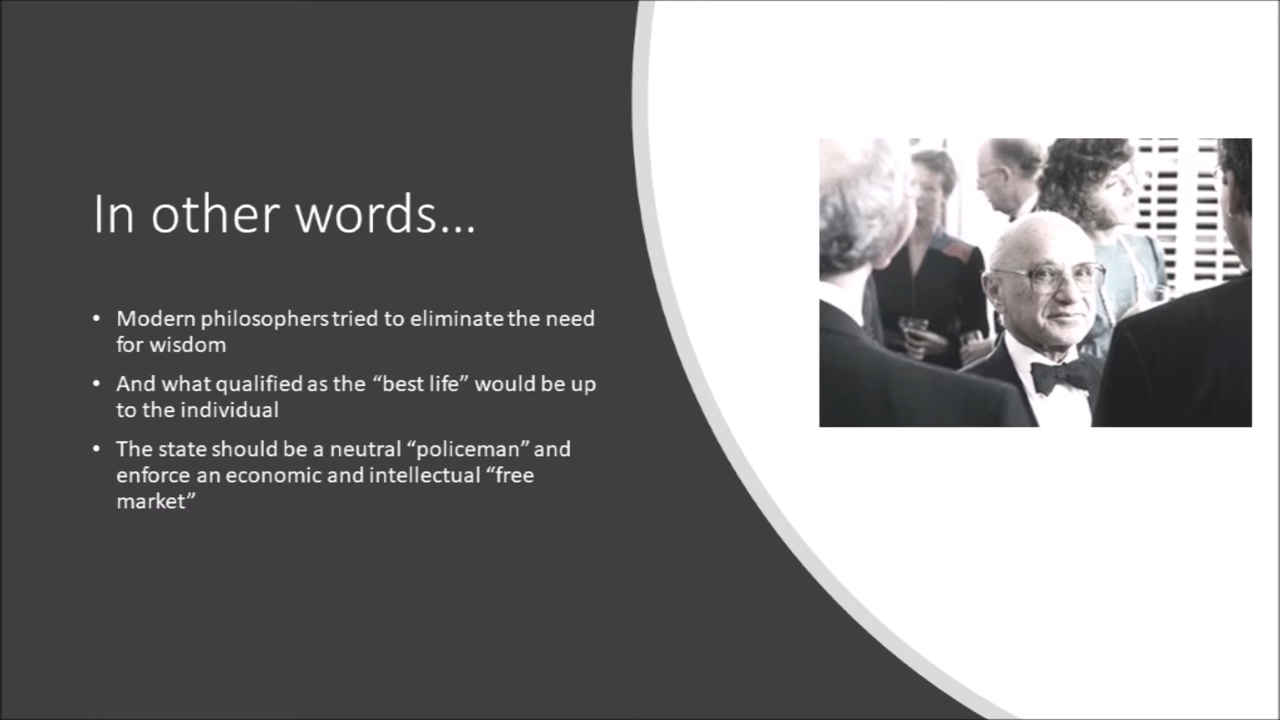 In other words...
• Modern philosophers tried to eliminate the need
for wisdom
• And what qualified as the “best life” would be up
to the individual
• The state should be a neutral “policeman” and
enforce an economic and intellectual “free
market”